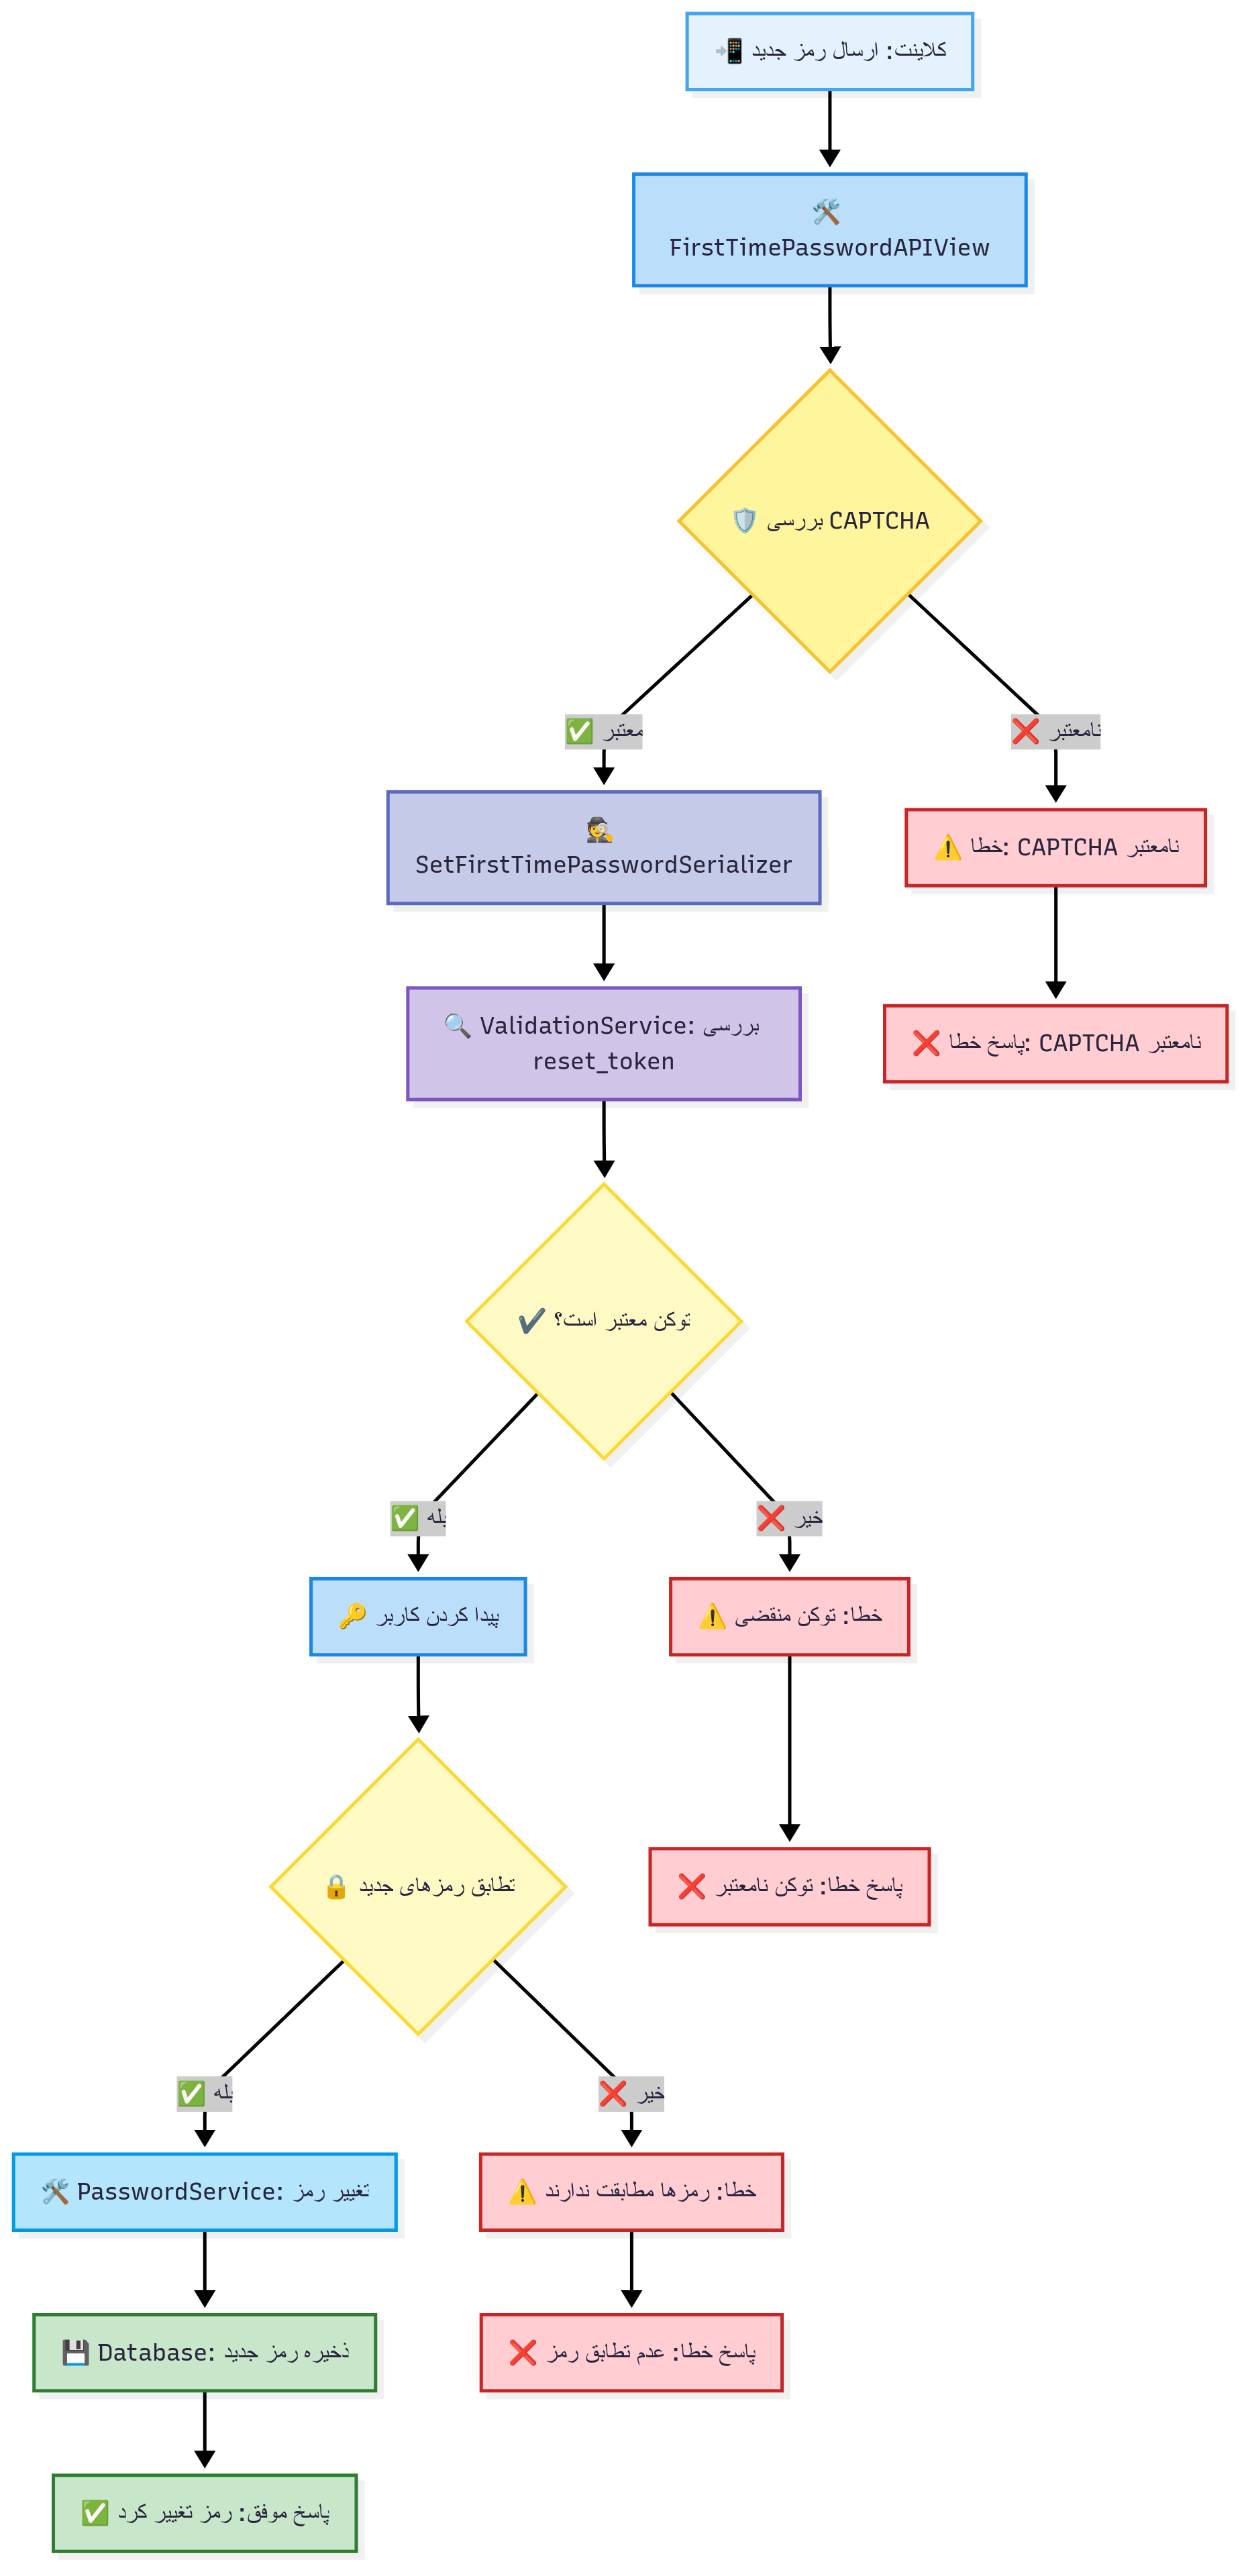 کلاینت: ارسال رمز جدید 📲
🛠️
FirstTimePasswordAPIView
🛡️ بررسی CAPTCHA
معتبر ✅
نامعتبر ❌
🕵️
SetFirstTimePasswordSerializer
⚠️ خطا: CAPTCHA نامعتبر
🔍 ValidationService: بررسی
reset_token
❌ پاسخ خطا: CAPTCHA نامعتبر
توکن معتبر است؟ ✔️
بله ✅
خیر ❌
پیدا کردن کاربر 🔑
خطا: توکن منقضی ⚠️
تطابق رمزهای جدید 🔒
پاسخ خطا: توکن نامعتبر ❌
بله ✅
خیر ❌
🛠️ PasswordService: تغییر رمز
خطا: رمزها مطابقت ندارند ⚠️
💾 Database: ذخیره رمز جدید
پاسخ خطا: عدم تطابق رمز ❌
پاسخ موفق: رمز تغییر کرد ✅